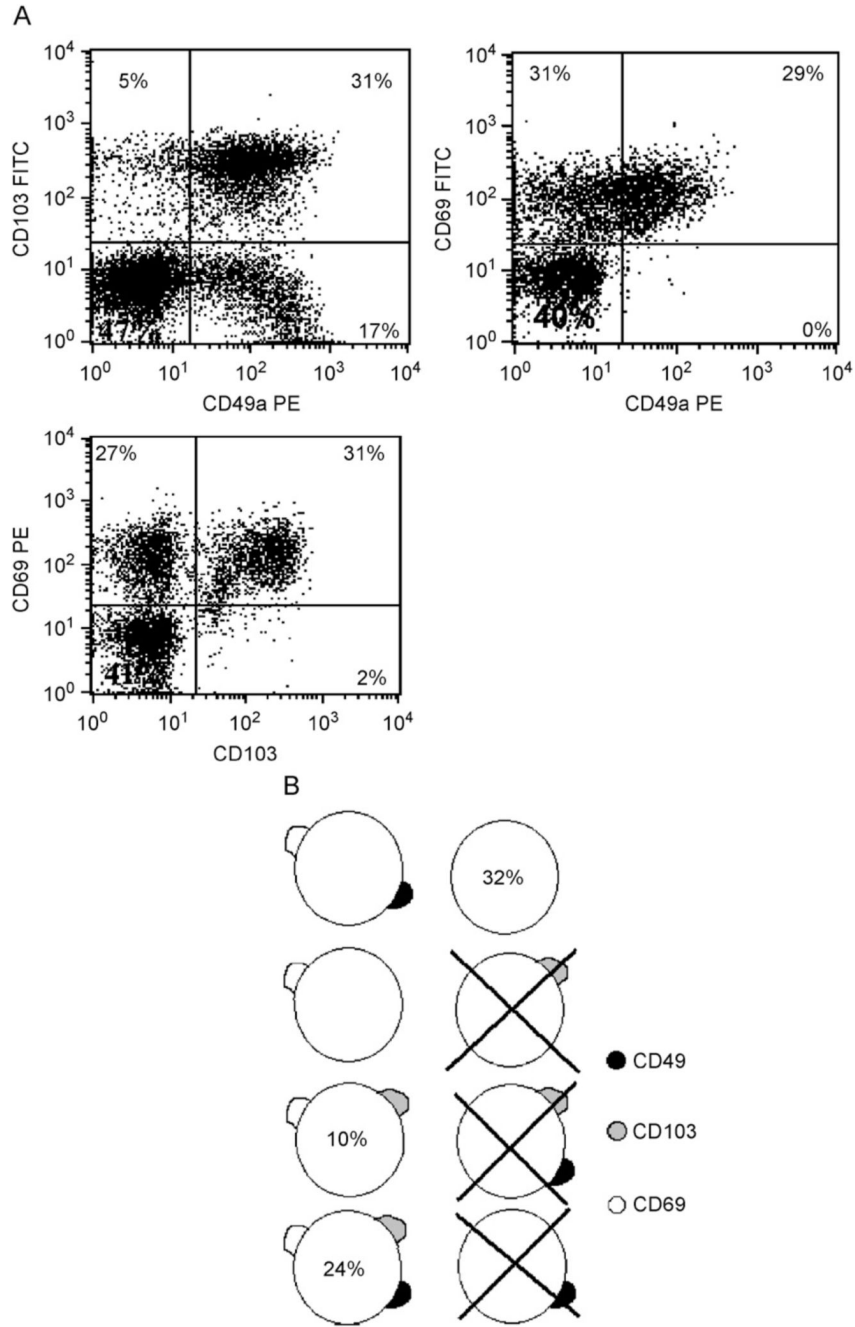 A
10⁴ 5% 31%
10³
10²
10¹
10⁰ 47% 17%
CD103 FITC
10⁰ 10¹ 10² 10³ 10⁴
CD49a PE
10⁴ 31% 29%
10³
10²
10¹
10⁰ 40% 0%
CD69 FITC
10⁰ 10¹ 10² 10³ 10⁴
CD49a PE
10⁴ 27% 31%
10³
10²
10¹
10⁰ 2%
CD69 PE
10⁰ 10¹ 10² 10³ 10⁴
CD103
B
32%
10%
24%
CD49
CD103
CD69